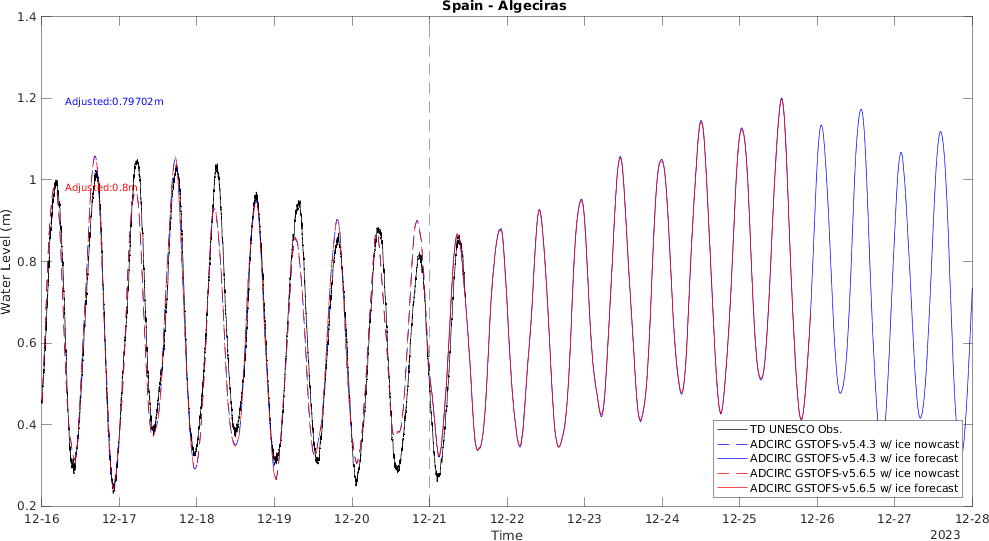 Spain - Algeciras
1.4
1.2
1
0.8
0.6
0.4
0.2
Water Level (m)
Adjusted:0.79702m
Adjusted:0.8m
TD UNESCO Obs.
ADCIRC GSTOFS-v5.4.3 w/ ice nowcast
ADCIRC GSTOFS-v5.4.3 w/ ice forecast
ADCIRC GSTOFS-v5.6.5 w/ ice nowcast
ADCIRC GSTOFS-v5.6.5 w/ ice forecast
12-16 12-17 12-18 12-19 12-20 12-21 12-22 12-23 12-24 12-25 12-26 12-27 12-28
Time
2023